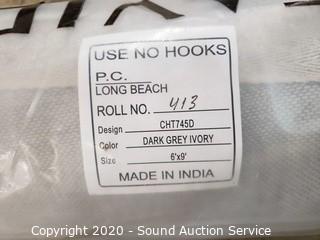 USE NO HOOKS
P.C.
LONG BEACH
ROLL NO. 413
Design CHT745D
Color DARK GREY IVORY
Size 6'x9'
MADE IN INDIA
Copyright 2020 - Sound Auction Service